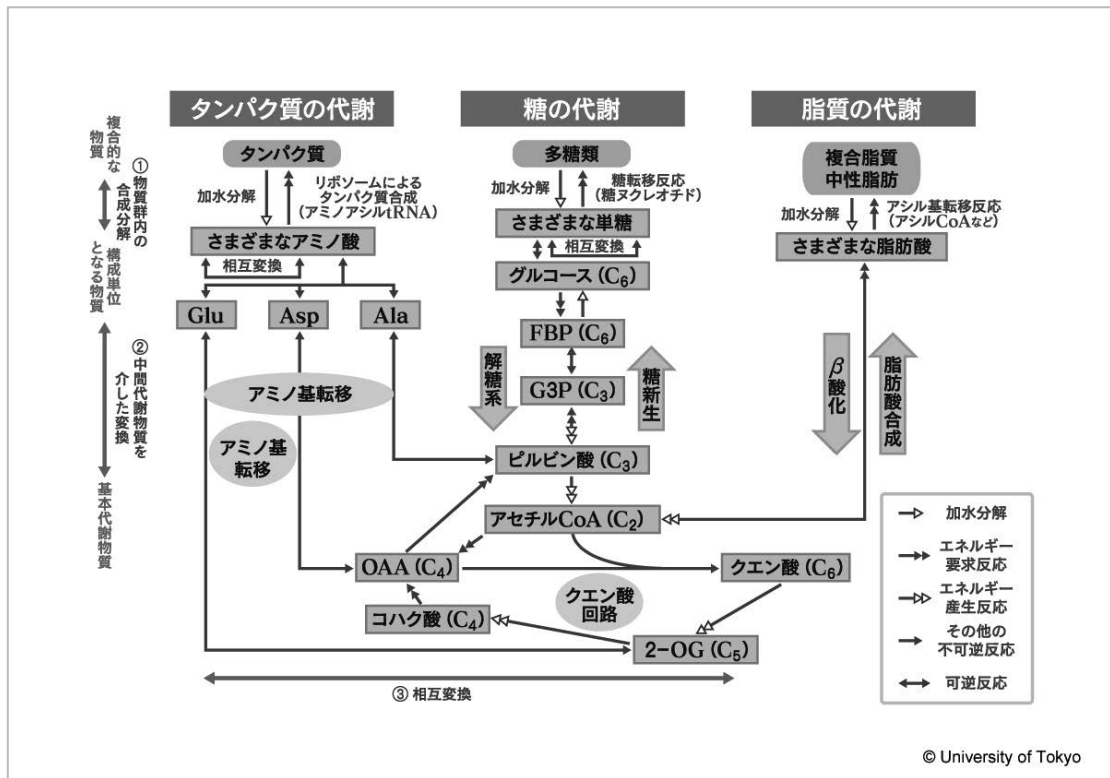 タンパク質の代謝
糖の代謝
脂質の代謝
複合的な
物質
構成単位
となる物質
基本代謝物質
①物質群内の
合成分解
②中間代謝物質を
介した変換
タンパク質
加水分解
リボソームによる
タンパク質合成
(アミノアシルtRNA)
さまざまなアミノ酸
相互変換
Glu
Asp
Ala
アミノ基転移
アミノ基
転移
多糖類
加水分解
糖転移反応
(糖ヌクレオチド)
さまざまな単糖
相互変換
グルコース(C6)
FBP(C6)
G3P(C3)
解糖系
糖新生
ピルビン酸(C3)
アセチルCoA(C2)
OAA(C4)
クエン酸(C6)
コハク酸(C4)
クエン酸
回路
2-OG(C5)
③相互変換
複合脂質
中性脂肪
加水分解
アシル基転移反応
(アシルCoAなど)
さまざまな脂肪酸
β酸化
脂肪酸合成
加水分解
エネルギー
要求反応
エネルギー
産生反応
その他の
不可逆反応
可逆反応
© University of Tokyo